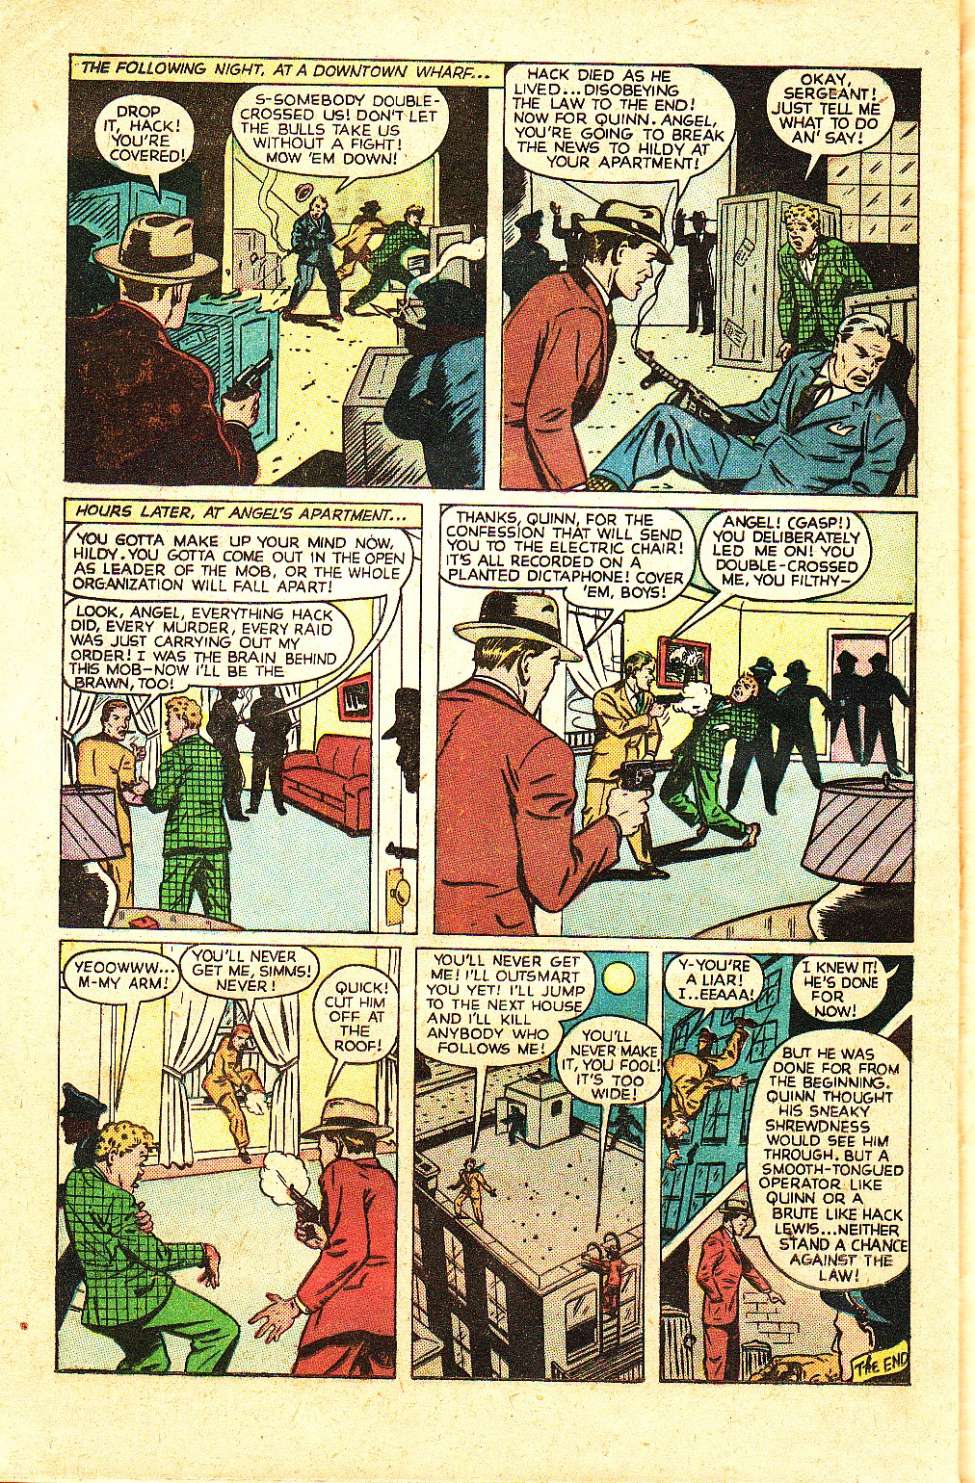 THE FOLLOWING NIGHT, AT A DOWNTOWN WHARF...
DROP
IT, HACK!
YOU'RE
COVERED!
S-SOMEBODY DOUBLE-
CROSSED US! DON'T LET
THE BULLS TAKE US
WITHOUT A FIGHT!
MOW 'EM DOWN!
HACK DIED AS HE
LIVED...DISOBEYING
THE LAW TO THE END!
NOW FOR QUINN. ANGEL,
YOU'RE GOING TO BREAK
THE NEWS TO HILDY AT
YOUR APARTMENT!
OKAY,
SERGEANT!
JUST TELL ME
WHAT TO DO
AN' SAY!
HOURS LATER, AT ANGEL'S APARTMENT...
YOU GOTTA MAKE UP YOUR MIND NOW,
HILDY. YOU GOTTA COME OUT IN THE OPEN
AS LEADER OF THE MOB, OR THE WHOLE
ORGANIZATION WILL FALL APART!
LOOK, ANGEL, EVERYTHING HACK
DID, EVERY MURDER, EVERY RAID
WAS JUST CARRYING OUT MY
ORDER! I WAS THE BRAIN BEHIND
THIS MOB-NOW I'LL BE THE
BRAWN, TOO!
THANKS, QUINN, FOR THE
CONFESSION THAT WILL SEND
YOU TO THE ELECTRIC CHAIR!
IT'S ALL RECORDED ON A
PLANTED DICTAPHONE! COVER
'EM, BOYS!
ANGEL! (GASP!)
YOU DELIBERATELY
LED ME ON! YOU
DOUBLE-CROSSED
ME, YOU FILTHY-
YEOOWWW...
M-MY ARM!
YOU'LL NEVER
GET ME, SIMMS!
NEVER!
QUICK!
CUT HIM
OFF AT
THE
ROOF!
YOU'LL NEVER GET
ME! I'LL OUTSMART
YOU YET! I'LL JUMP
TO THE NEXT HOUSE
AND I'LL KILL
ANYBODY WHO
FOLLOWS ME!
YOU'LL
NEVER MAKE
IT, YOU FOOL!
IT'S TOO
WIDE!
Y-YOU'RE
A LIAR!
I..EEAAA!
I KNEW IT!
HE'S DONE
FOR
NOW!
BUT HE WAS
DONE FOR FROM
THE BEGINNING.
QUINN THOUGHT
HIS SNEAKY
SHREWDNESS
WOULD SEE HIM
THROUGH. BUT A
SMOOTH-TONGUED
OPERATOR LIKE
QUINN OR A
BRUTE LIKE HACK
LEWIS...NEITHER
STAND A CHANCE
AGAINST THE
LAW!
THE END